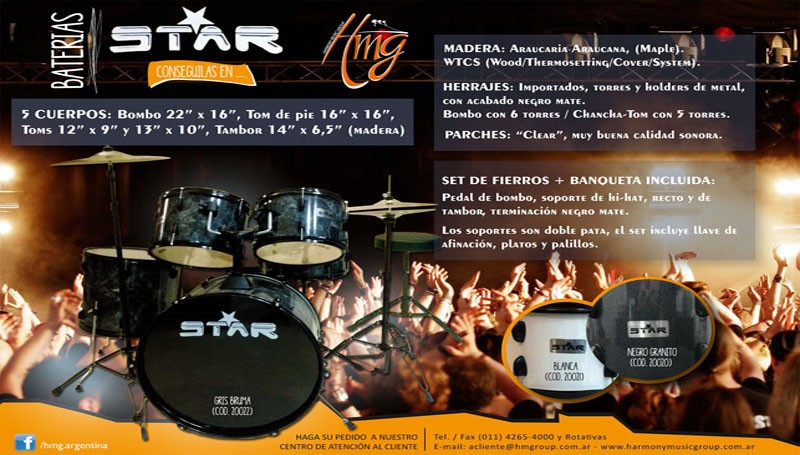 BATERIAS
STAR
CONSEGUILAS EN ....
Hmg
5 CUERPOS: Bombo 22” x 16”, Tom de pie 16” x 16”,
Toms 12” x 9” y 13” x 10”, Tambor 14” x 6,5” (madera)
MADERA: Araucaria Araucana, (Maple).
WTCS (Wood/Thermosetting/Cover/System).
HERRAJES: Importados, torres y holders de metal,
con acabado negro mate.
Bombo con 6 torres / Chancha-Tom con 5 torres.
PARCHES: “Clear”, muy buena calidad sonora.
SET DE FIERROS + BANQUETA INCLUIDA:
Pedal de bombo, soporte de hi-hat, recto y de
tambor, terminación negro mate.
Los soportes son doble pata, el set incluye llave de
afinación, platos y palillos.
STAR
GRIS BRUMA
(COD. 20022)
STAR
BLANCA
(COD. 20021)
STAR
NEGRO GRANITO
(COD. 20020)
f /hmg.argentina
HAGA SU PEDIDO A NUESTRO
CENTRO DE ATENCIÓN AL CLIENTE
Tel. / Fax (011) 4265-4000 y Rotativas
E-mail: acliente@hmgroup.com.ar - www.harmonymusicgroup.com.ar